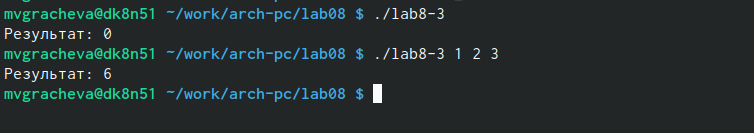 mvgracheva@dk8n51 ~/work/arch-pc/lab08 $ ./lab8-3
Результат: 0
mvgracheva@dk8n51 ~/work/arch-pc/lab08 $ ./lab8-3 1 2 3
Результат: 6
mvgracheva@dk8n51 ~/work/arch-pc/lab08 $